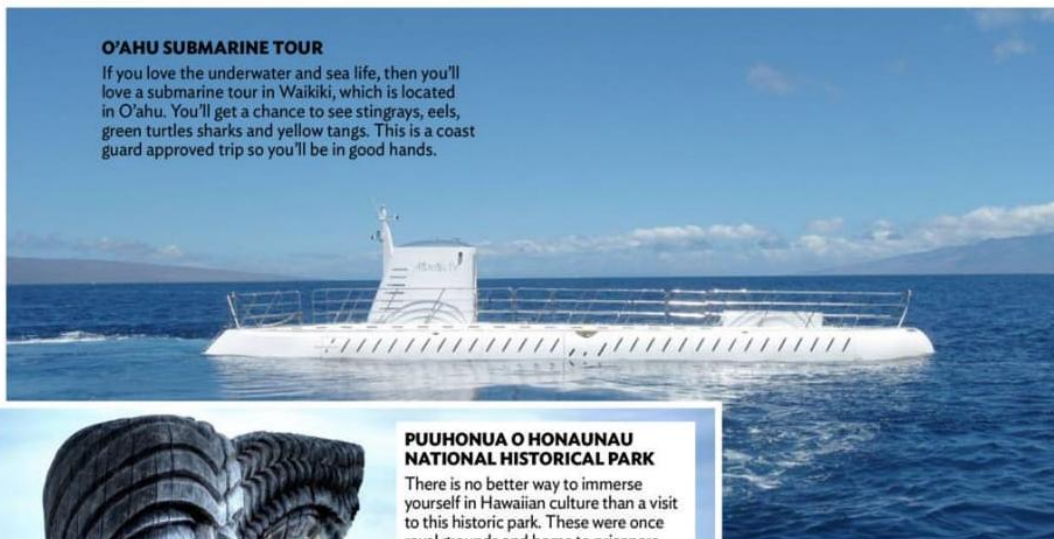 O'AHU SUBMARINE TOUR
If you love the underwater and sea life, then you'll
love a submarine tour in Waikiki, which is located
in O'ahu. You'll get a chance to see stingrays, eels,
green turtles sharks and yellow tangs. This is a coast
guard approved trip so you'll be in good hands.
PUUHONUA O HONAUNAU
NATIONAL HISTORICAL PARK
There is no better way to immerse
yourself in Hawaiian culture than a visit
to this historic park. These were once